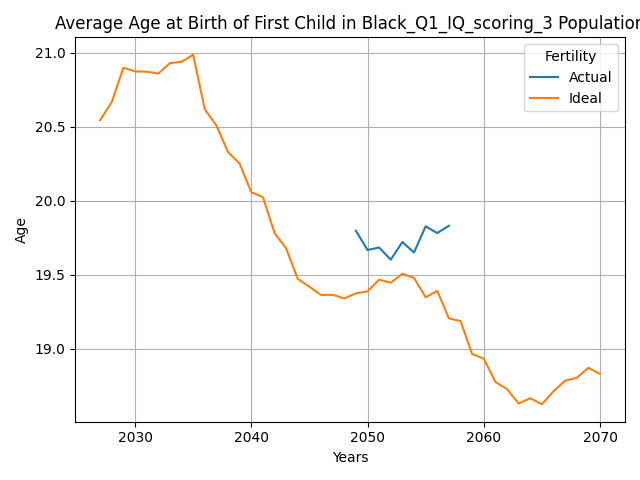 Average Age at Birth of First Child in Black_Q1_IQ_scoring_3 Population
Fertility
Actual
Ideal
21.0
20.5
20.0
19.5
19.0
Age
2030
2040
2050
2060
2070
Years